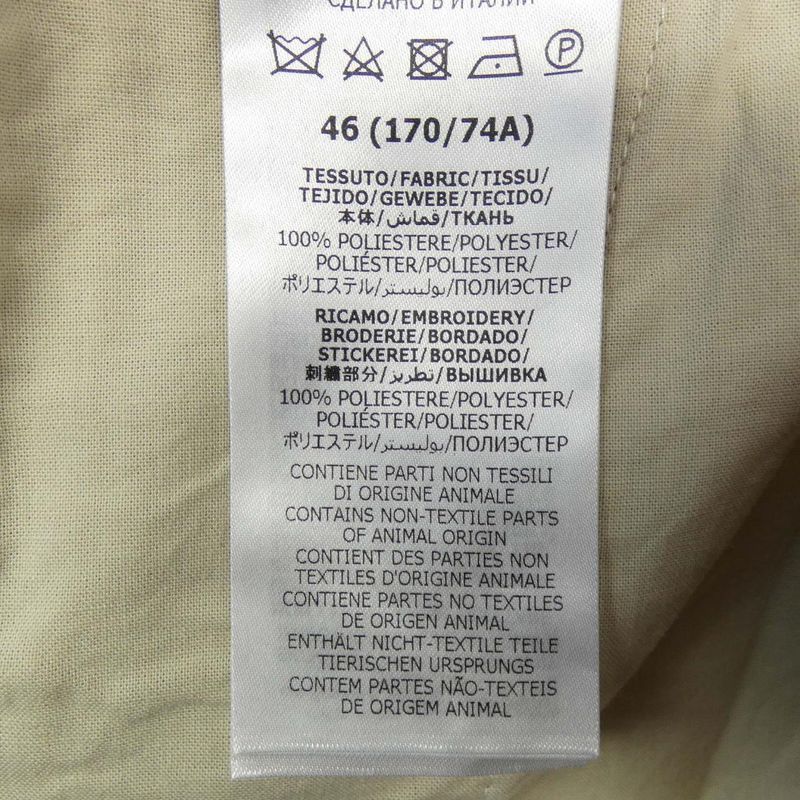 СДЕЛАНО В ИТАЛИИ
P
46 (170/74A)
TESSUTO/FABRIC/TISSU/
TEJIDO/GEWEBE/TECIDO/
本体/قماش/ТКАНЬ
100% POLIESTERE/POLYESTER/
POLIÉSTER/POLIESTER/
ポリエステル/بوليستر/ПОЛИЭСТЕР
RICAMO/EMBROIDERY/
BRODERIE/BORDADO/
STICKEREI/BORDADO/
刺繍部分/تطريز/ВЫШИВКА
100% POLIESTERE/POLYESTER/
POLIÉSTER/POLIESTER/
ポリエステル/بوليستر/ПОЛИЭСТЕР
CONTIENE PARTI NON TESSILI
DI ORIGINE ANIMALE
CONTAINS NON-TEXTILE PARTS
OF ANIMAL ORIGIN
CONTIENT DES PARTIES NON
TEXTILES D'ORIGINE ANIMALE
CONTIENE PARTES NO TEXTILES
DE ORIGEN ANIMAL
ENTHÄLT NICHT-TEXTILE TEILE
TIERISCHEN URSPRUNGS
CONTEM PARTES NÃO-TEXTEIS
DE ORIGEM ANIMAL